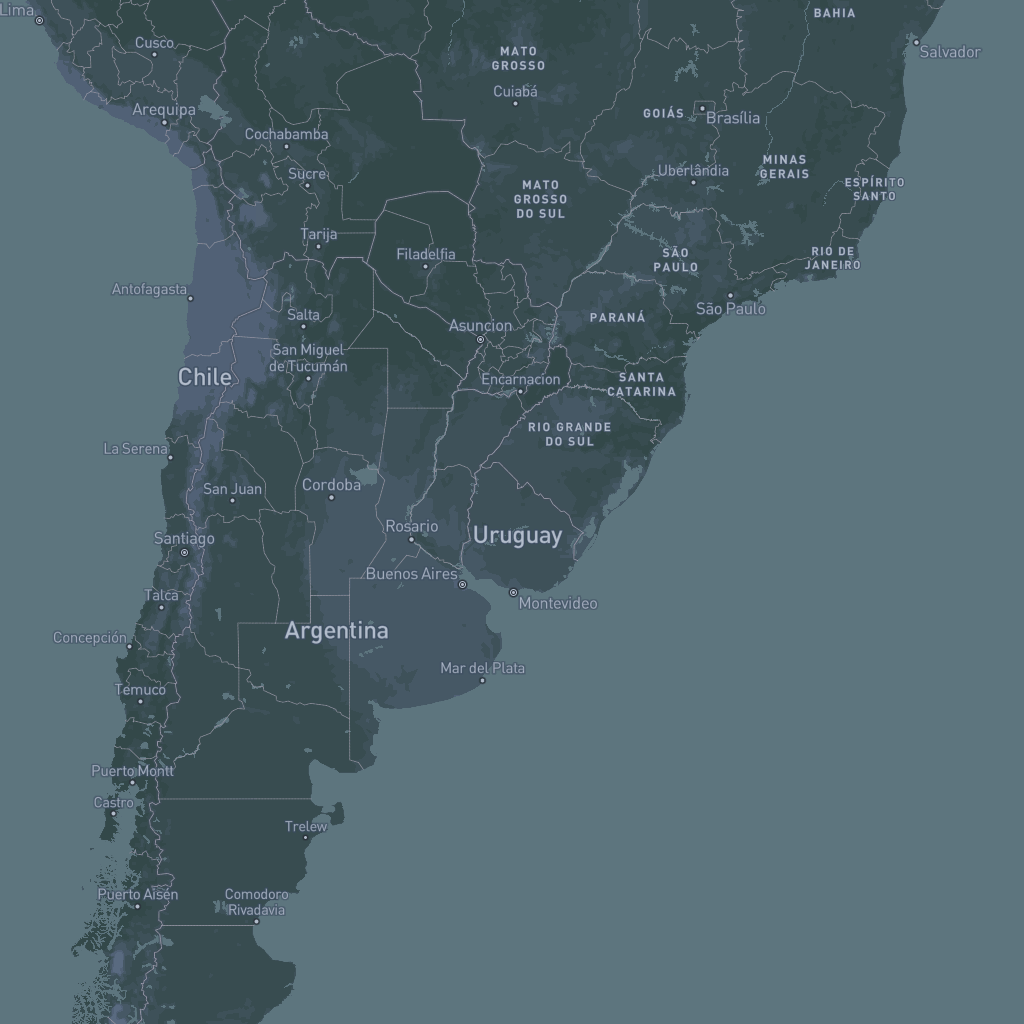 Lima
BAHIA
Cusco
MATO
GROSSO
Salvador
Cuiabá
Arequipa
GOIÁS
Brasília
Cochabamba
Sucre
Uberlândia
MINAS
GERAIS
ESPÍRITO
SANTO
MATO
GROSSO
DO SUL
Tarija
Filadelfia
SÃO
PAULO
RIO DE
JANEIRO
Antofagasta
Salta
Asuncion
PARANÁ
São Paulo
San Miguel
de Tucumán
Chile
Encarnacion
SANTA
CATARINA
RIO GRANDE
DO SUL
La Serena
San Juan
Cordoba
Santiago
Rosario
Uruguay
Buenos Aires
Talca
Montevideo
Concepción
Argentina
Mar del Plata
Temuco
Puerto Montt
Castro
Trelew
Puerto Aisén
Comodoro
Rivadavia